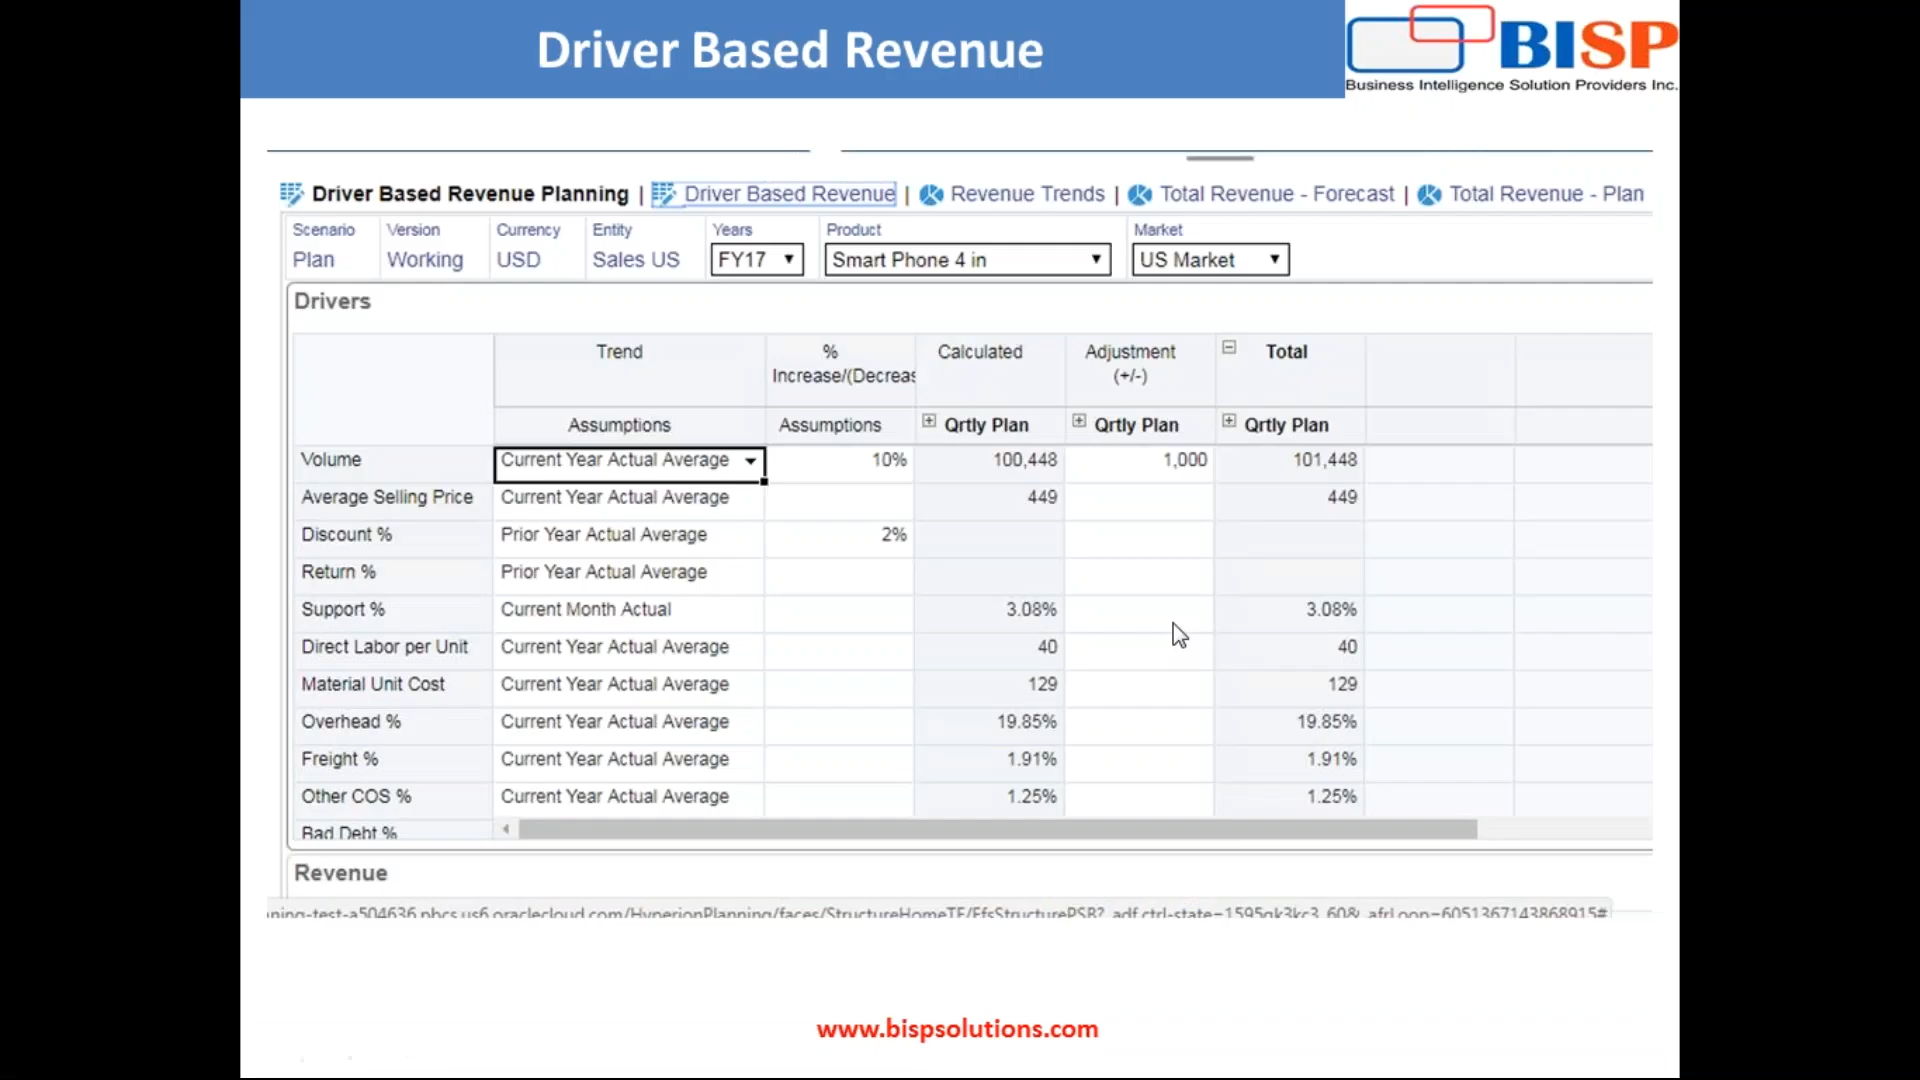 Driver Based Revenue
BISP
Business Intelligence Solution Providers Inc.
Driver Based Revenue Planning | Driver Based Revenue | Revenue Trends | Total Revenue - Forecast | Total Revenue - Plan
Scenario Version Currency Entity Years Product Market
Plan Working USD Sales US FY17 Smart Phone 4 in US Market
Drivers
Trend % Calculated Adjustment Total
Increase/(Decreas (+/-)
Assumptions Assumptions Qrtly Plan Qrtly Plan Qrtly Plan
Volume Current Year Actual Average 10% 100,448 1,000 101,448
Average Selling Price Current Year Actual Average 449 449
Discount % Prior Year Actual Average 2%
Return % Prior Year Actual Average
Support % Current Month Actual 3.08% 3.08%
Direct Labor per Unit Current Year Actual Average 40 40
Material Unit Cost Current Year Actual Average 129 129
Overhead % Current Year Actual Average 19.85% 19.85%
Freight % Current Year Actual Average 1.91% 1.91%
Other COS % Current Year Actual Average 1.25% 1.25%
Bad Debt %
Revenue
www.bispsolutions.com